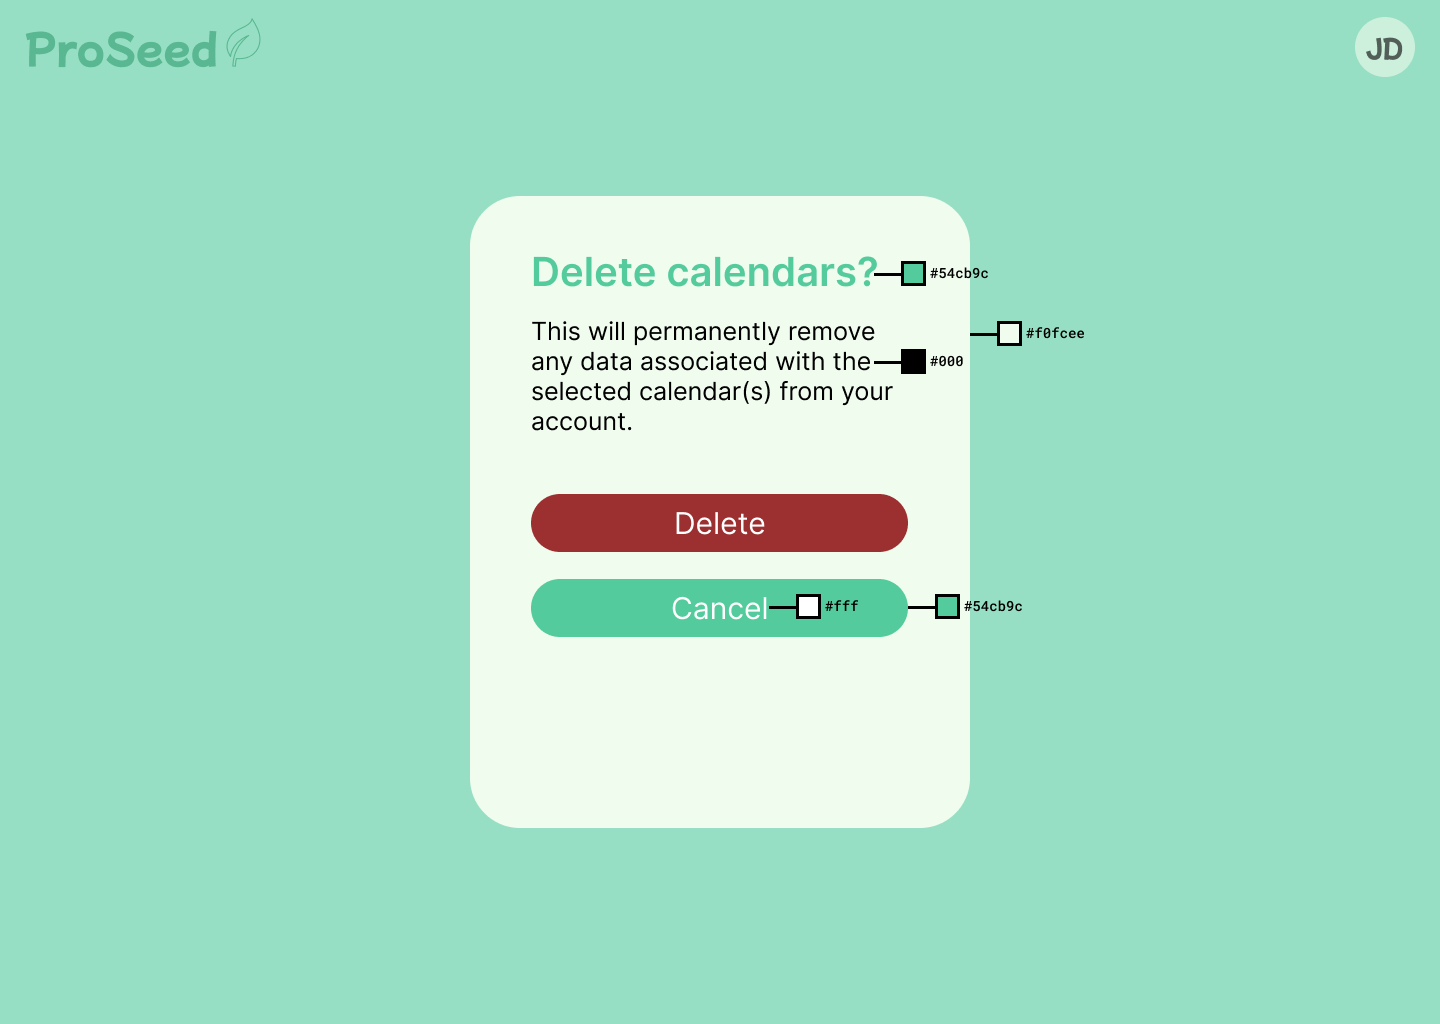 ProSeed
JD
Delete calendars?
#54cb9c
This will permanently remove
#f0fcee
any data associated with the
#000
selected calendar(s) from your
account.
Delete
Cancel
#fff
#54cb9c